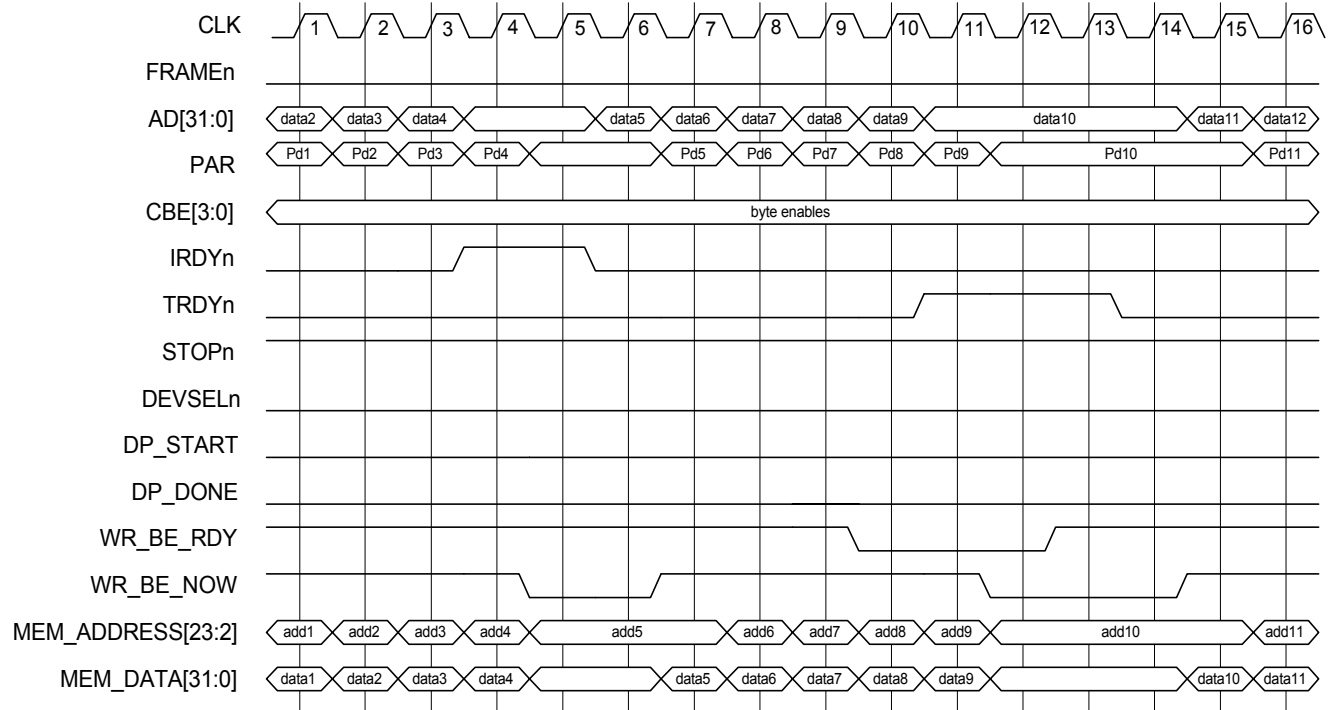 CLK 1 2 3 4 5 6 7 8 9 10 11 12 13 14 15 16
FRAMEn
AD[31:0] data2 data3 data4 data5 data6 data7 data8 data9 data10 data11 data12
PAR Pd1 Pd2 Pd3 Pd4 Pd5 Pd6 Pd7 Pd8 Pd9 Pd10 Pd11
CBE[3:0] byte enables
IRDYn
TRDYn
STOPn
DEVSELn
DP_START
DP_DONE
WR_BE_RDY
WR_BE_NOW
MEM_ADDRESS[23:2] add1 add2 add3 add4 add5 add6 add7 add8 add9 add10 add11
MEM_DATA[31:0] data1 data2 data3 data4 data5 data6 data7 data8 data9 data10 data11